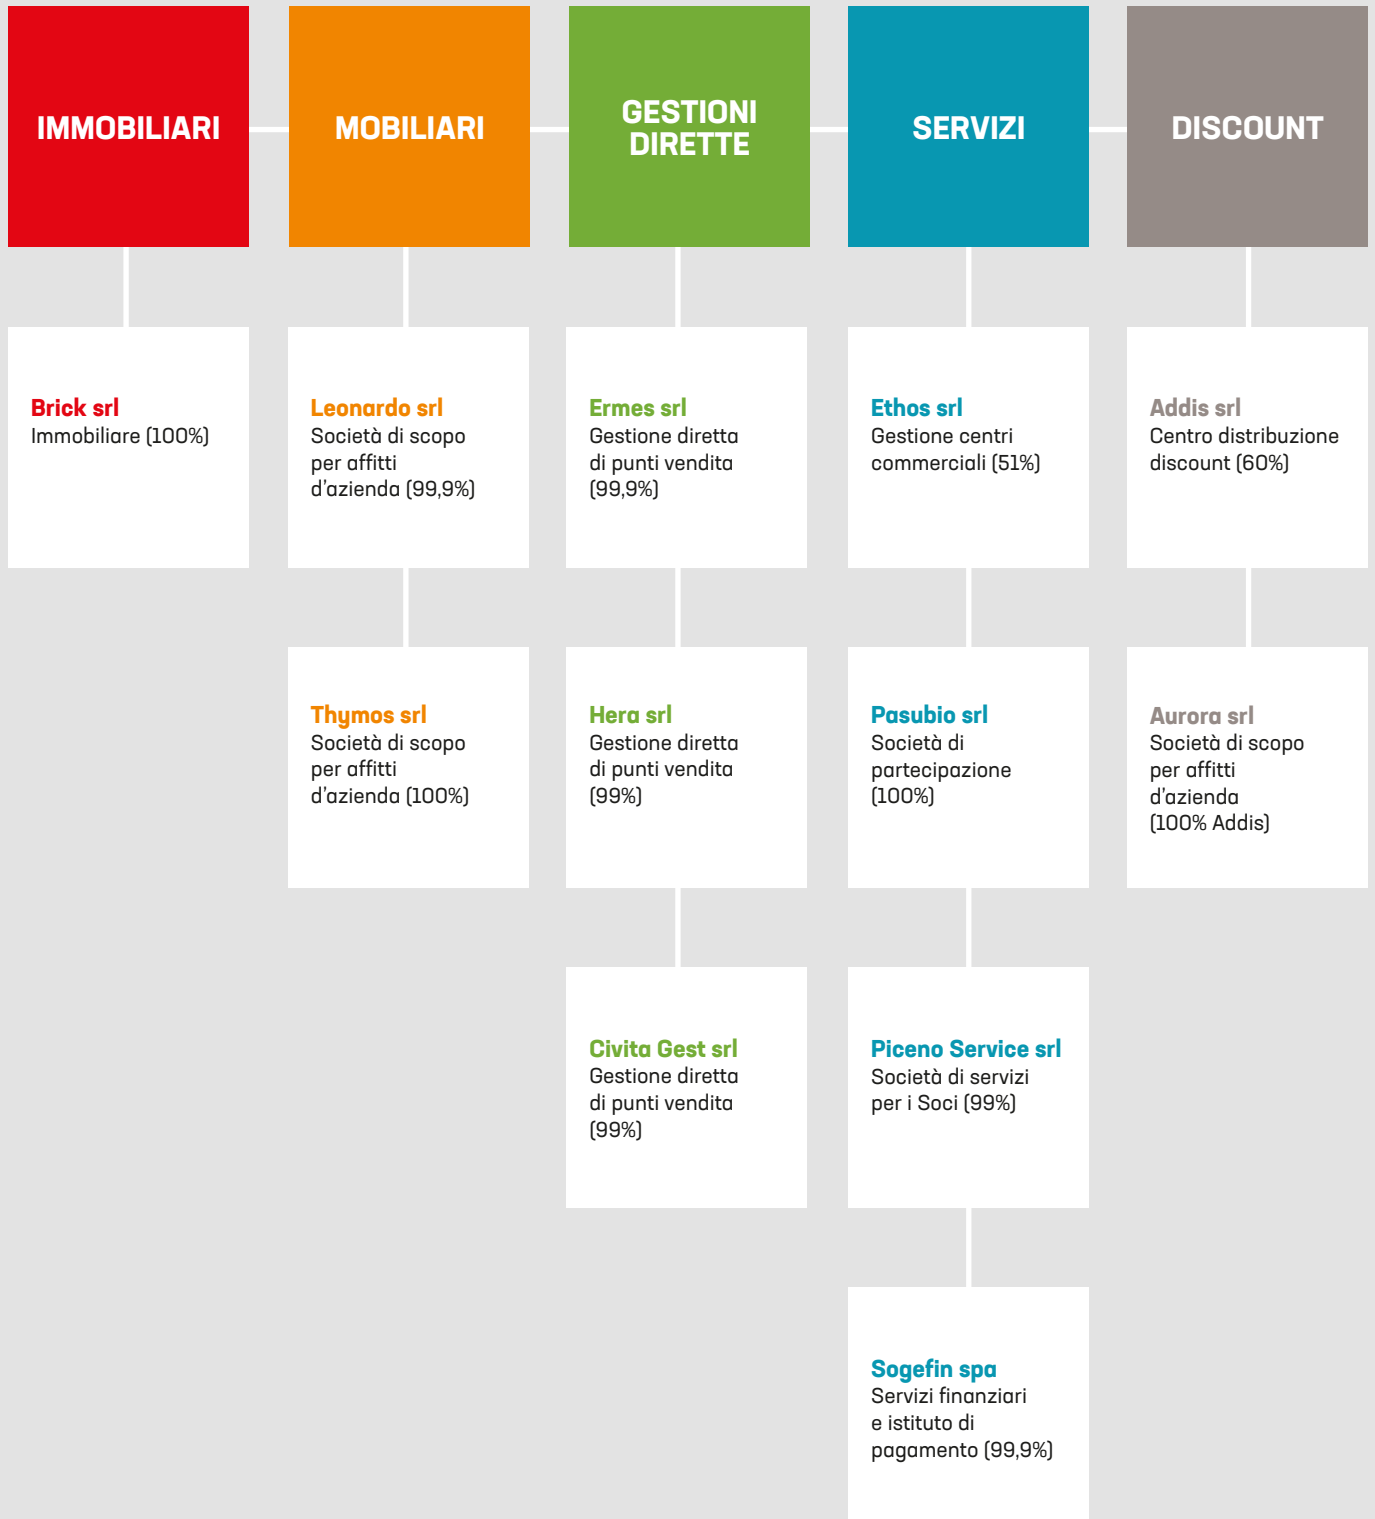 IMMOBILIARI
MOBILIARI
GESTIONI
DIRETTE
SERVIZI
DISCOUNT
Brick srl
Immobiliare (100%)
Leonardo srl
Società di scopo
per affitti
d'azienda (99,9%)
Ermes srl
Gestione diretta
di punti vendita
(99,9%)
Ethos srl
Gestione centri
commerciali (51%)
Addis srl
Centro distribuzione
discount (60%)
Thymos srl
Società di scopo
per affitti
d'azienda (100%)
Hera srl
Gestione diretta
di punti vendita
(99%)
Pasubio srl
Società di
partecipazione
(100%)
Aurora srl
Società di scopo
per affitti
d'azienda
(100% Addis)
Civita Gest srl
Gestione diretta
di punti vendita
(99%)
Piceno Service srl
Società di servizi
per i Soci (99%)
Sogefin spa
Servizi finanziari
e istituto di
pagamento (99,9%)